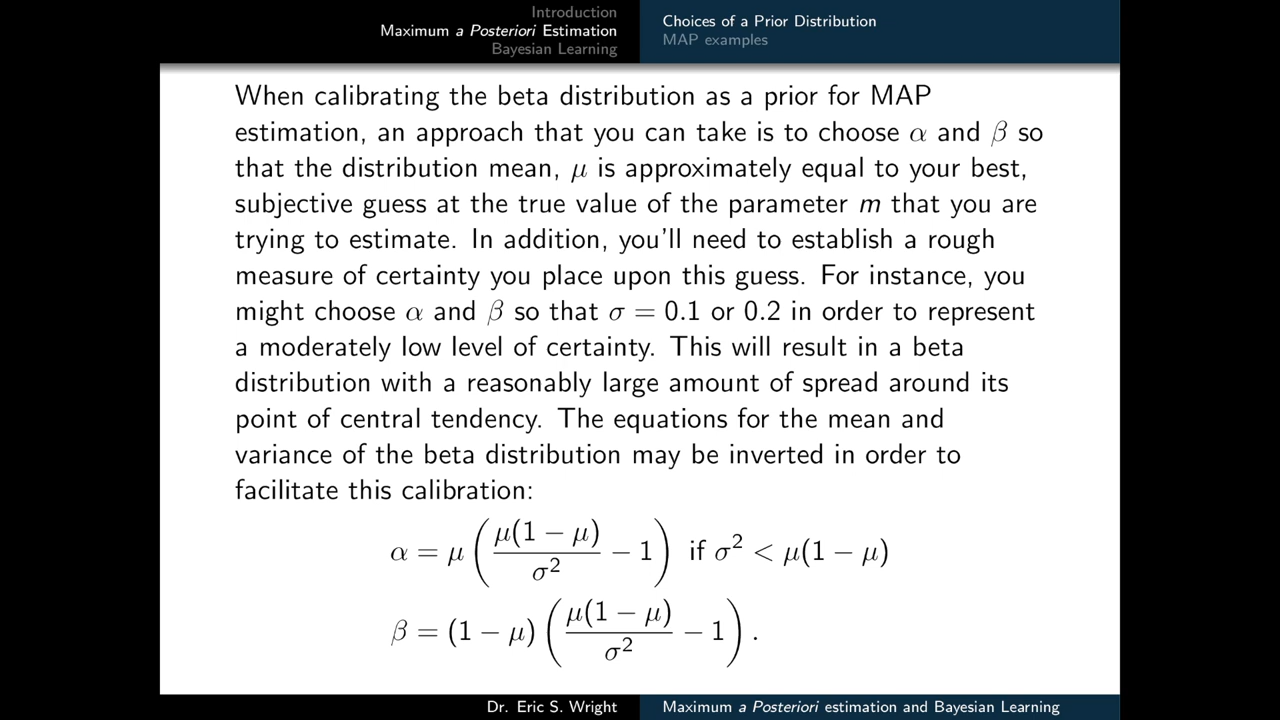 Introduction
Maximum a Posteriori Estimation
Bayesian Learning
Choices of a Prior Distribution
MAP examples
When calibrating the beta distribution as a prior for MAP
estimation, an approach that you can take is to choose α and β so
that the distribution mean, μ is approximately equal to your best,
subjective guess at the true value of the parameter m that you are
trying to estimate. In addition, you'll need to establish a rough
measure of certainty you place upon this guess. For instance, you
might choose α and β so that σ = 0.1 or 0.2 in order to represent
a moderately low level of certainty. This will result in a beta
distribution with a reasonably large amount of spread around its
point of central tendency. The equations for the mean and
variance of the beta distribution may be inverted in order to
facilitate this calibration:
α = μ ( μ(1 − μ) / σ² − 1 ) if σ² < μ(1 − μ)
β = (1 − μ) ( μ(1 − μ) / σ² − 1 ) .
Dr. Eric S. Wright
Maximum a Posteriori estimation and Bayesian Learning